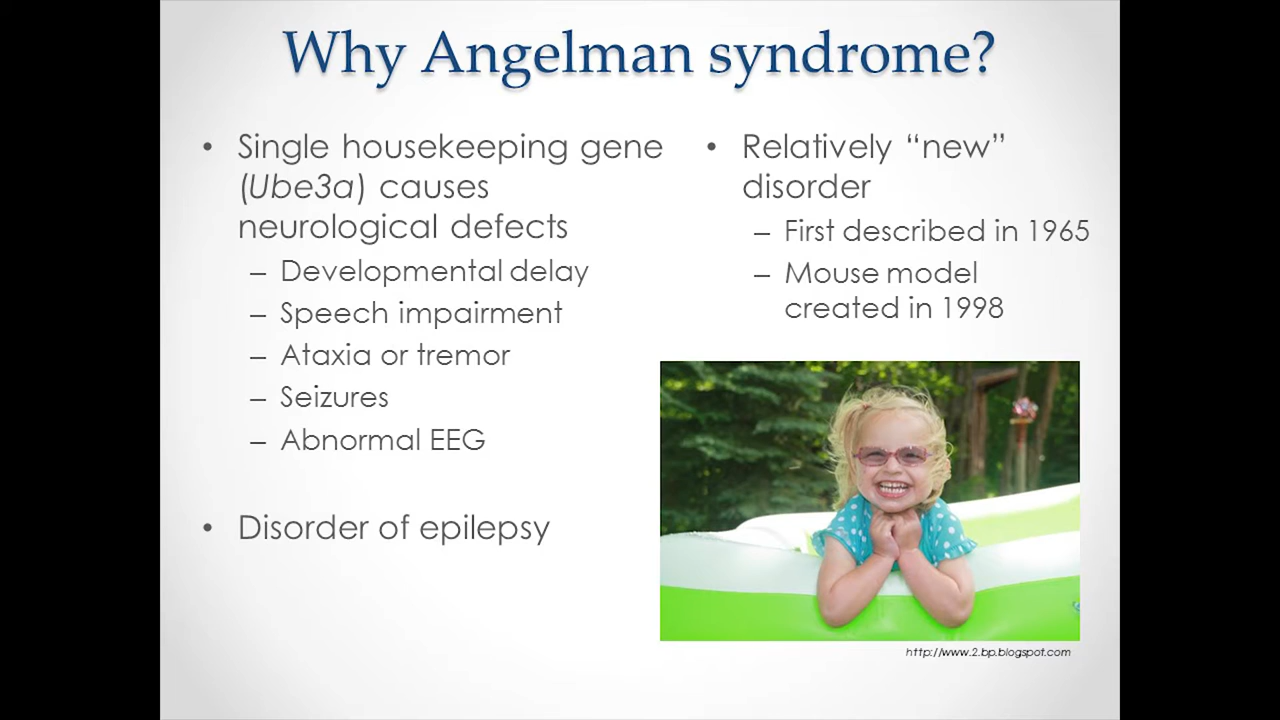 Why Angelman syndrome?
• Single housekeeping gene
(Ube3a) causes
neurological defects
– Developmental delay
– Speech impairment
– Ataxia or tremor
– Seizures
– Abnormal EEG
• Disorder of epilepsy
• Relatively “new”
disorder
– First described in 1965
– Mouse model
created in 1998
http://www.2.bp.blogspot.com